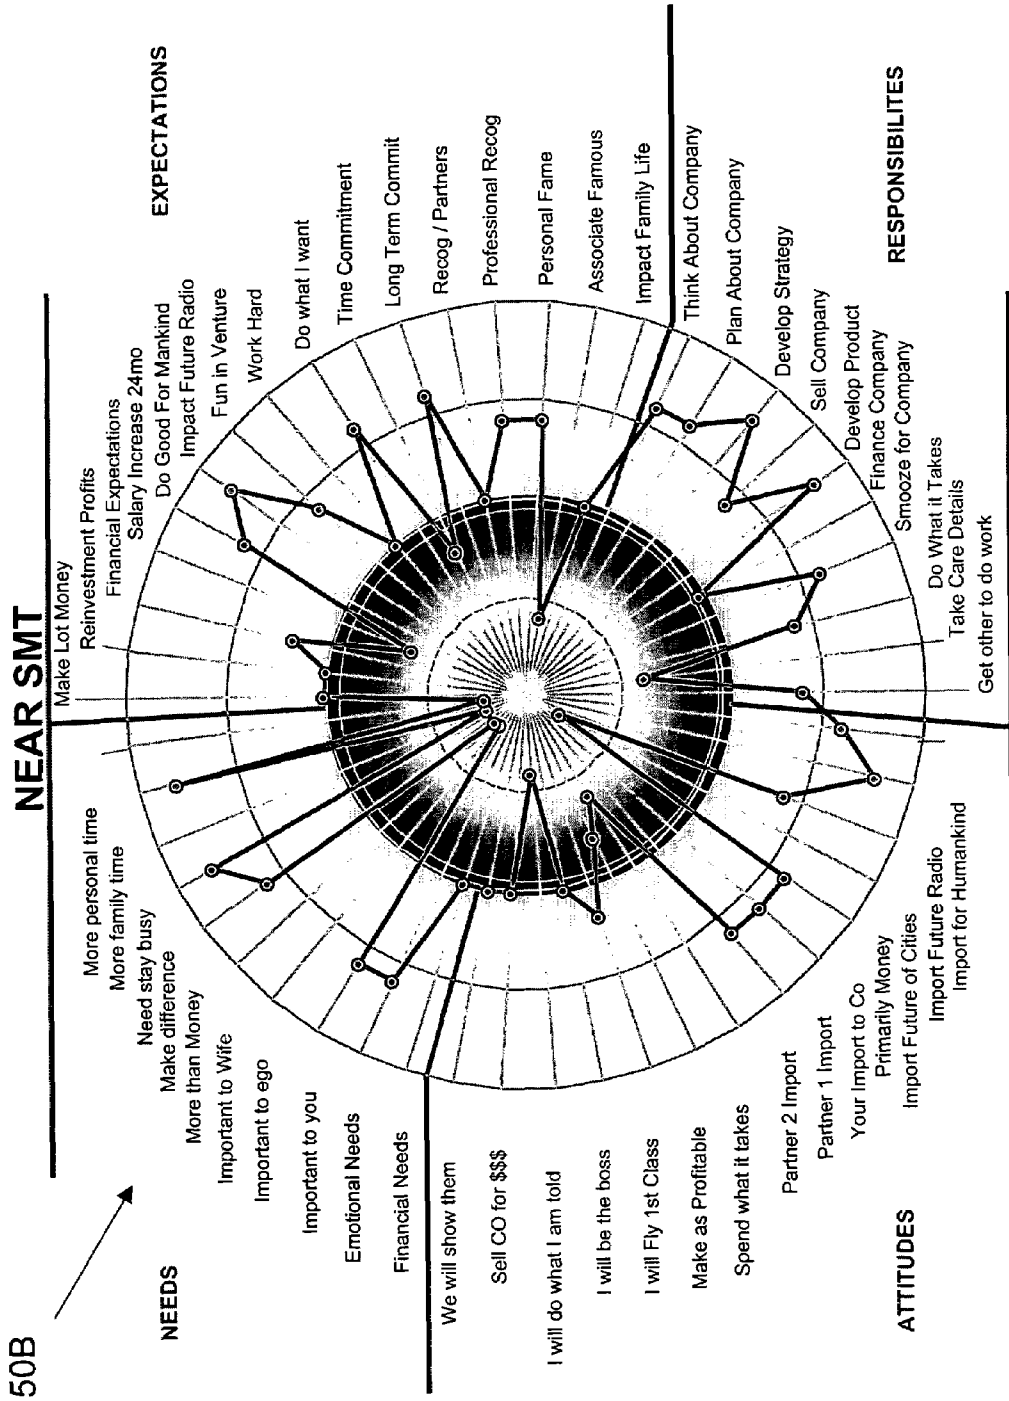 50B
NEAR SMT
EXPECTATIONS
Make Lot Money
Reinvestment Profits
Financial Expectations
Salary Increase 24mo
Do Good For Mankind
Impact Future Radio
Fun in Venture
Work Hard
Do what I want
Time Commitment
Long Term Commit
Recog / Partners
Professional Recog
Personal Fame
Associate Famous
Impact Family Life
Think About Company
Plan About Company
Develop Strategy
Sell Company
Develop Product
Finance Company
Smooze for Company
Do What it Takes
Take Care Details
Get other to do work
RESPONSIBILITES
Import for Humankind
Import Future Radio
Import Future of Cities
Primarily Money
Your Import to Co
Partner 1 Import
Partner 2 Import
Spend what it takes
Make as Profitable
I will Fly 1st Class
I will be the boss
I will do what I am told
Sell CO for $$$
We will show them
ATTITUDES
Financial Needs
Emotional Needs
Important to you
Important to ego
Important to Wife
More than Money
Make difference
Need stay busy
More family time
More personal time
NEEDS